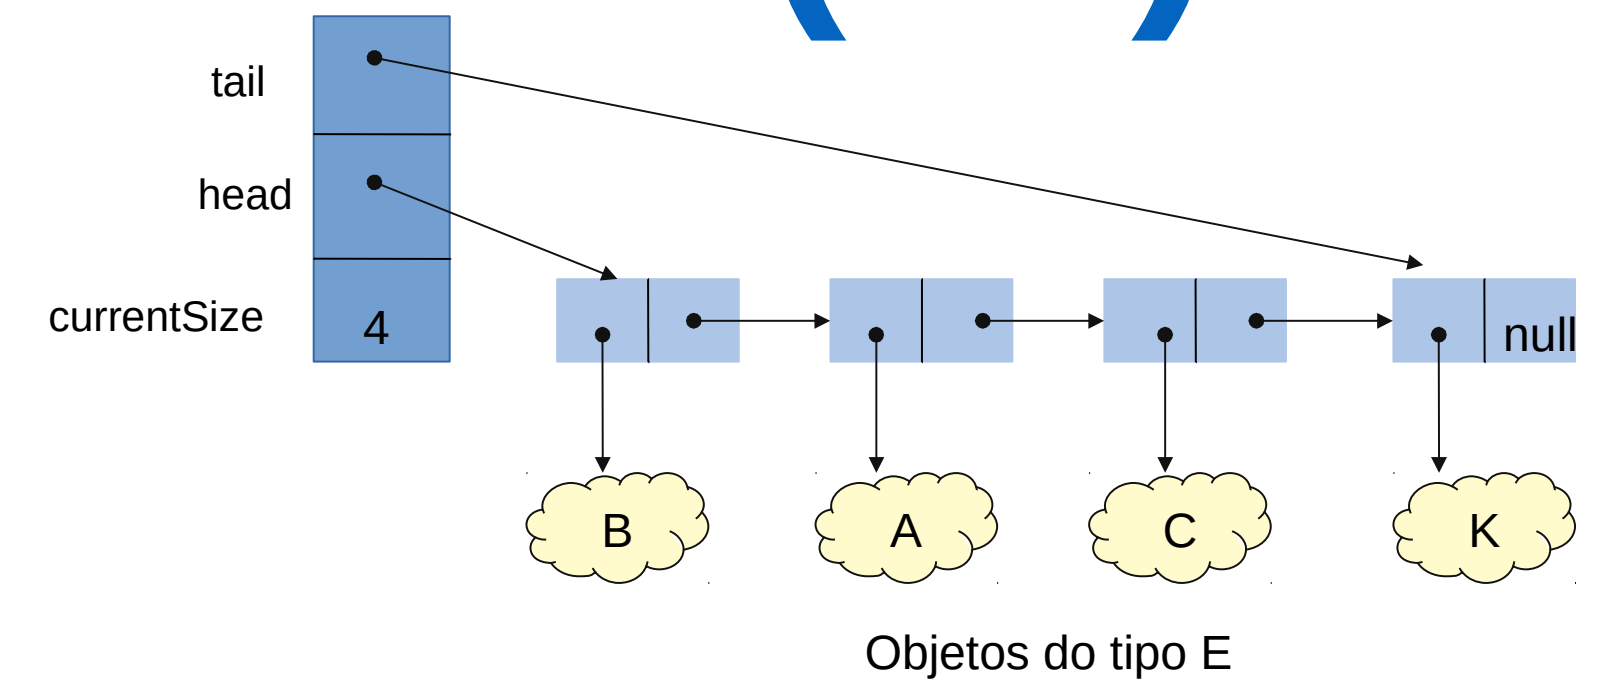 tail
head
currentSize
4
null
B
A
C
K
Objetos do tipo E